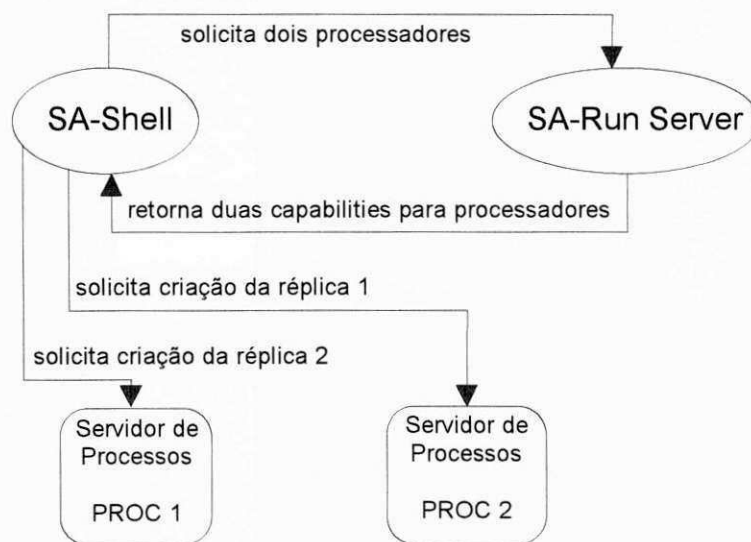 solicita dois processadores
SA-Shell
SA-Run Server
retorna duas capabilities para processadores
solicita criação da réplica 1
solicita criação da réplica 2
Servidor de
Processos
PROC 1
Servidor de
Processos
PROC 2